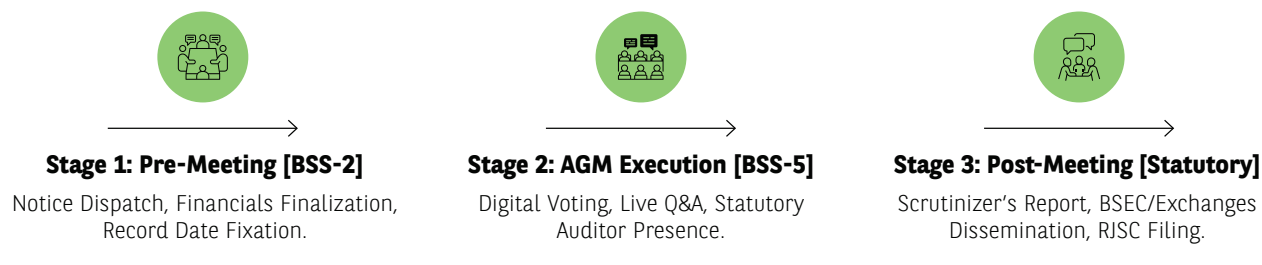 Stage 1: Pre-Meeting [BSS-2]
Notice Dispatch, Financials Finalization,
Record Date Fixation.
Stage 2: AGM Execution [BSS-5]
Digital Voting, Live Q&A, Statutory
Auditor Presence.
Stage 3: Post-Meeting [Statutory]
Scrutinizer's Report, BSEC/Exchanges
Dissemination, RJSC Filing.